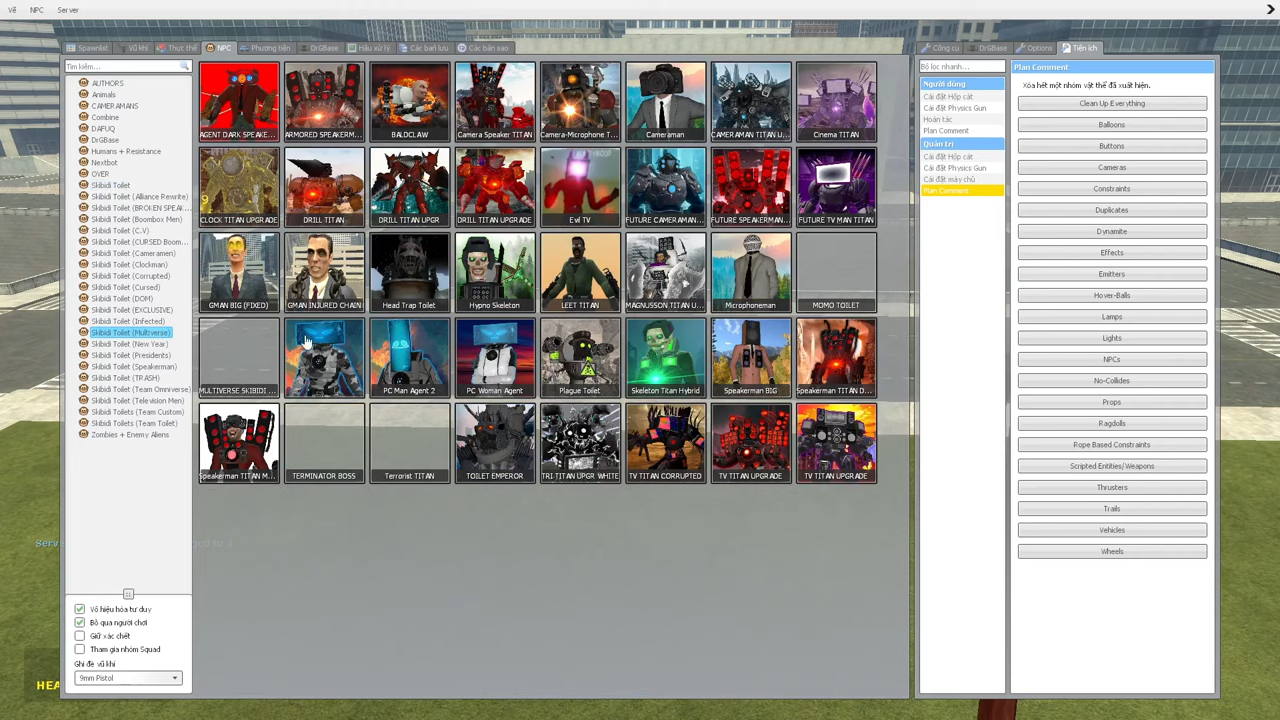 Vẽ NPC Server
Spawnlist Vũ khí Thực thể NPC Phương tiện DrGBase Hậu xử lý Các bản lưu Các bản sao
Công cụ DrGBase Options Tiện ích
Tìm kiếm...
AUTHORS
Animals
CAMERAMANS
Combine
DAFUQ
DrGBase
Humans + Resistance
Nextbot
OVER
Skibidi Toilet
Skibidi Toilet (Alliance Rewrite)
Skibidi Toilet (BROKEN SPEAK...
Skibidi Toilet (Boombox Men)
Skibidi Toilet (C.V)
Skibidi Toilet (CURSED Boom...
Skibidi Toilet (Cameramen)
Skibidi Toilet (Clockman)
Skibidi Toilet (Corrupted)
Skibidi Toilet (Cursed)
Skibidi Toilet (DOM)
Skibidi Toilet (EXCLUSIVE)
Skibidi Toilet (Infected)
Skibidi Toilet (Multiverse)
Skibidi Toilet (New Year)
Skibidi Toilet (Presidents)
Skibidi Toilet (Speakerman)
Skibidi Toilet (TRASH)
Skibidi Toilet (Team Omniverse)
Skibidi Toilet (Television Men)
Skibidi Toilets (Team Custom)
Skibidi Toilets (Team Toilet)
Zombies + Enemy Aliens
Vô hiệu hóa tư duy
Bỏ qua người chơi
Giữ xác chết
Tham gia nhóm Squad
Ghi đè vũ khí
9mm Pistol
AGENT DARK SPEAKE... ARMORED SPEAKERM... BALDCLAW Camera Speaker TITAN Camera-Microphone T... Cameraman CAMERAMAN TITAN U... Cinema TITAN
9
CLOCK TITAN UPGRADE DRILL TITAN DRILL TITAN UPGR DRILL TITAN UPGRADE Evil TV FUTURE CAMERAMAN... FUTURE SPEAKERMAN... FUTURE TV MAN TITAN
GMAN BIG (FIXED) GMAN INJURED CHAIN Head Trap Toilet Hypno Skeleton LEET TITAN MAGNUSSON TITAN U... Microphoneman MOMO TOILET
MULTIVERSE SKIBIDI ... PC Man Agent 2 PC Woman Agent Plague Toilet Skeleton Titan Hybrid Speakerman BIG Speakerman TITAN D...
Speakerman TITAN M... TERMINATOR BOSS Terrorist TITAN TOILET EMPEROR TRI TITAN UPGR WHITE TV TITAN CORRUPTED TV TITAN UPGRADE TV TITAN UPGRADE
Bộ lọc nhanh...
Người dùng
Cài đặt Hộp cát
Cài đặt Physics Gun
Hoàn tác
Plan Comment
Quản trị
Cài đặt Hộp cát
Cài đặt Physics Gun
Cài đặt máy chủ
Plan Comment
Plan Comment
Xóa hết một nhóm vật thể đã xuất hiện.
Clean Up Everything
Balloons
Buttons
Cameras
Constraints
Duplicates
Dynamite
Effects
Emitters
Hover-Balls
Lamps
Lights
NPCs
No-Collides
Props
Ragdolls
Rope Based Constraints
Scripted Entities/Weapons
Thrusters
Trails
Vehicles
Wheels